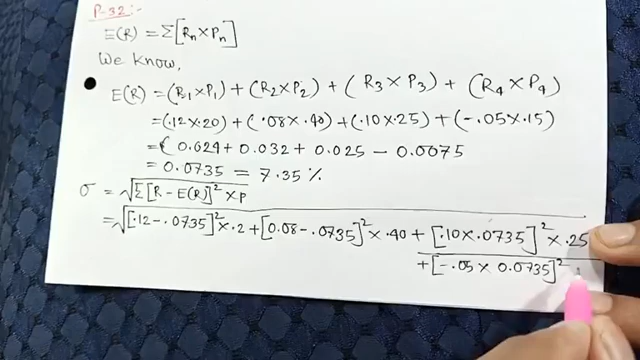 P-32:-
E(R) = Σ[Rn×Pn]
We know,
E(R) = (R1×P1) + (R2×P2) + (R3×P3) + (R4×P4)
= (.12×.20) + (.08×.40) + (.10×.25) + (-.05×.15)
= (0.024 + 0.032 + 0.025 - 0.0075
= 0.0735 = 7.35%
σ = √Σ[R-E(R)]²×P
= √[.12-.0735]²×.2+[0.08-.0735]²×.40+[.10×.0735]²×.25
+[-.05×0.0735]²